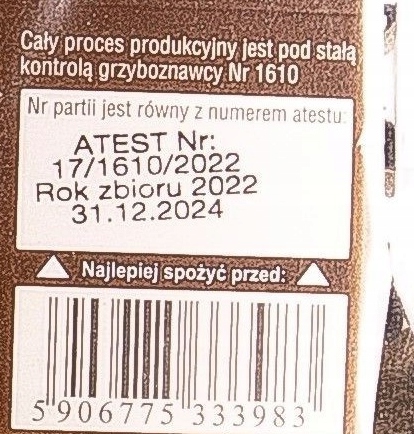 Cały proces produkcyjny jest pod stałą
kontrolą grzyboznawcy Nr 1610
Nr partii jest równy z numerem atestu:
ATEST Nr:
17/1610/2022
Rok zbioru 2022
31.12.2024
Najlepiej spożyć przed:
5 906775 333983